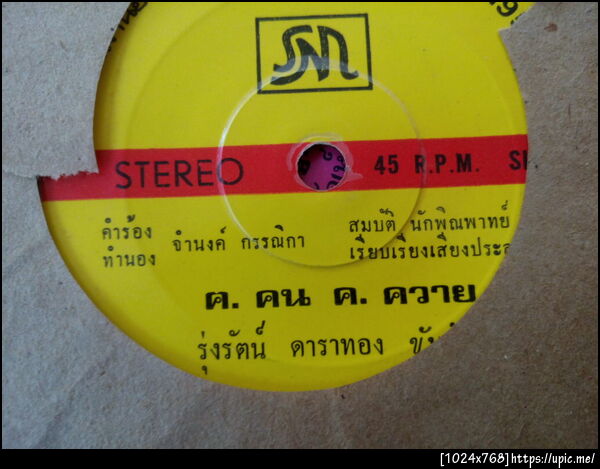 STEREO 45 R.P.M.
คำร้อง
ทำนอง จำนงค์ กรรณิกา
สมบัติ นักพิณพาทย์
เรียบเรียงเสียงประส
ฅ. คน ค. ควาย
รุ่งรัตน์ ดาราทอง
[1024x768]https://upic.me/